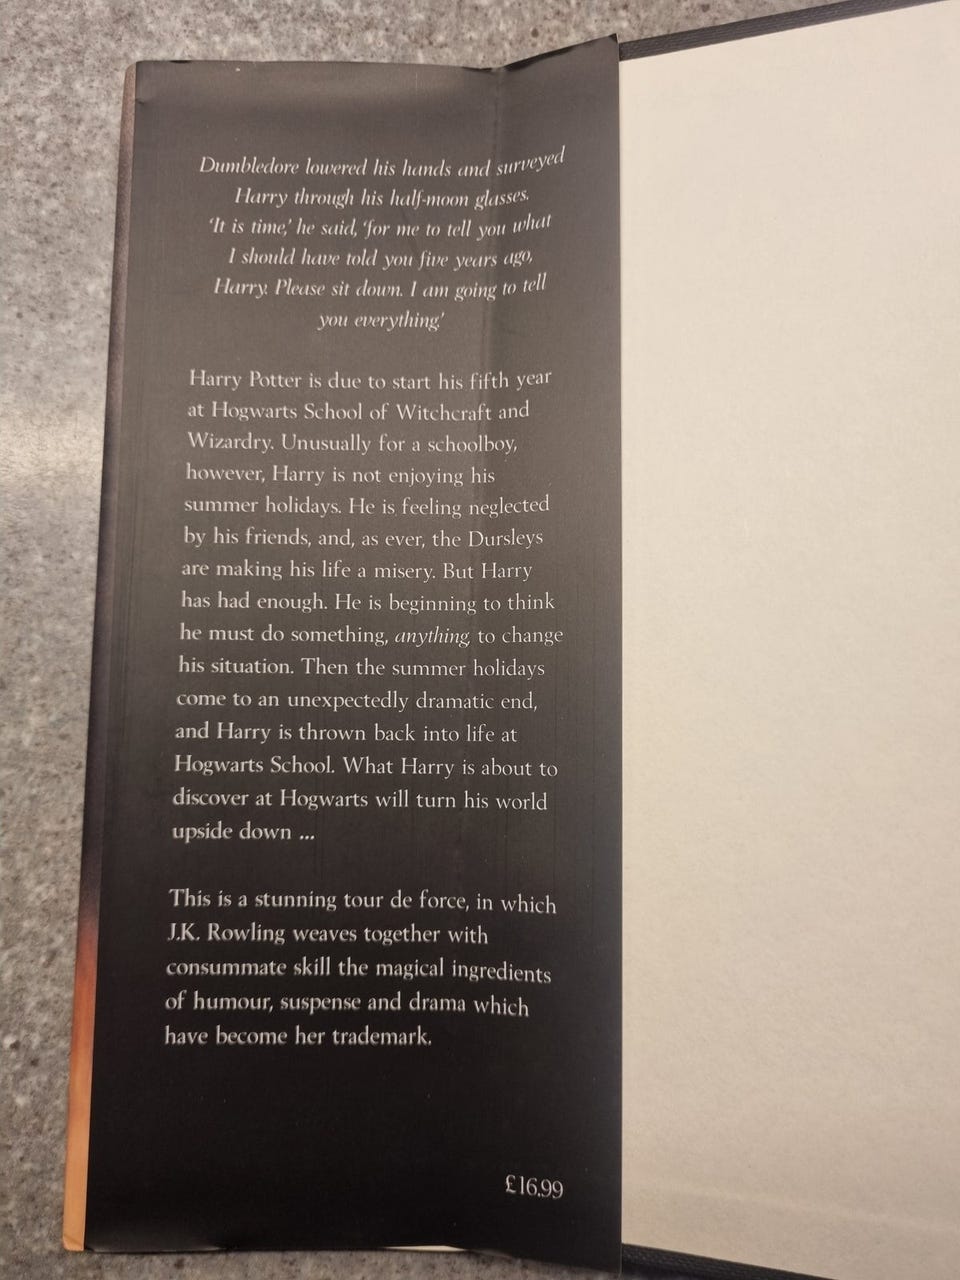 Dumbledore lowered his hands and surveyed
Harry through his half-moon glasses.
‘It is time,’ he said, ‘for me to tell you what
I should have told you five years ago,
Harry. Please sit down. I am going to tell
you everything.’
Harry Potter is due to start his fifth year
at Hogwarts School of Witchcraft and
Wizardry. Unusually for a schoolboy,
however, Harry is not enjoying his
summer holidays. He is feeling neglected
by his friends, and, as ever, the Dursleys
are making his life a misery. But Harry
has had enough. He is beginning to think
he must do something, anything, to change
his situation. Then the summer holidays
come to an unexpectedly dramatic end,
and Harry is thrown back into life at
Hogwarts School. What Harry is about to
discover at Hogwarts will turn his world
upside down ...
This is a stunning tour de force, in which
J.K. Rowling weaves together with
consummate skill the magical ingredients
of humour, suspense and drama which
have become her trademark.
£16.99